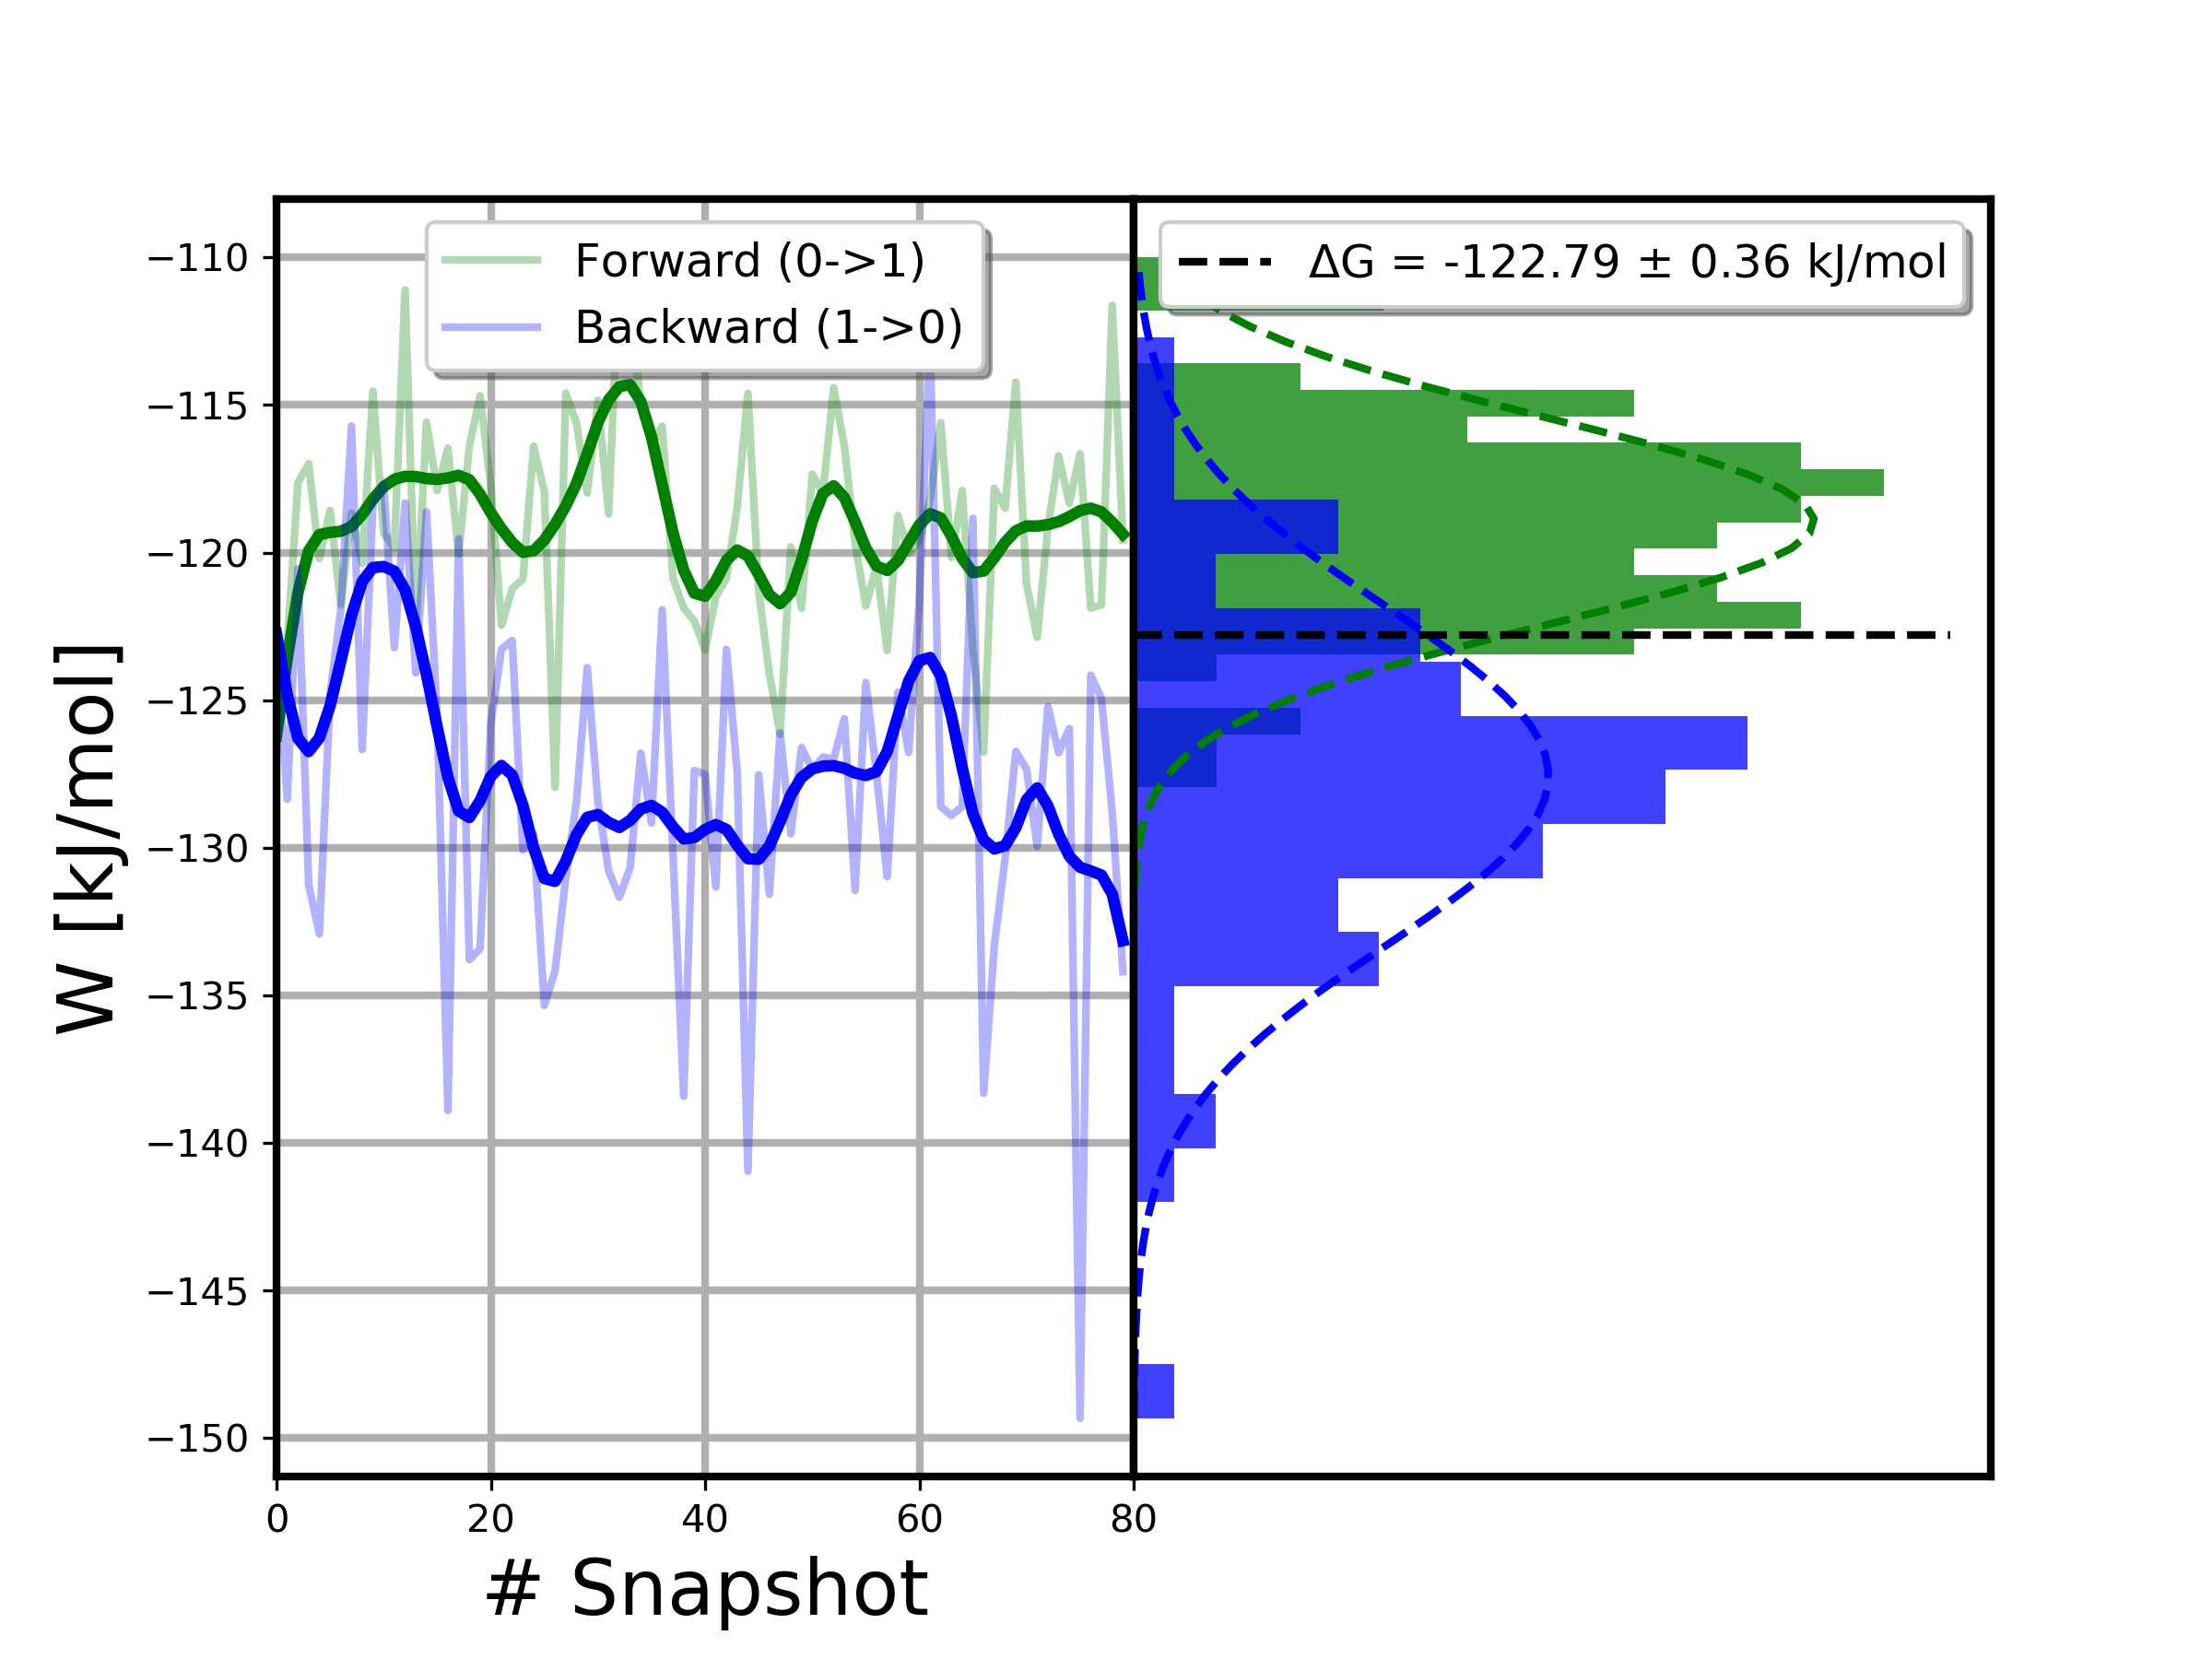 Forward (0->1)
Backward (1->0)
ΔG = -122.79 ± 0.36 kJ/mol
W [kJ/mol]
−110
−115
−120
−125
−130
−135
−140
−145
−150
0 20 40 60 80
# Snapshot